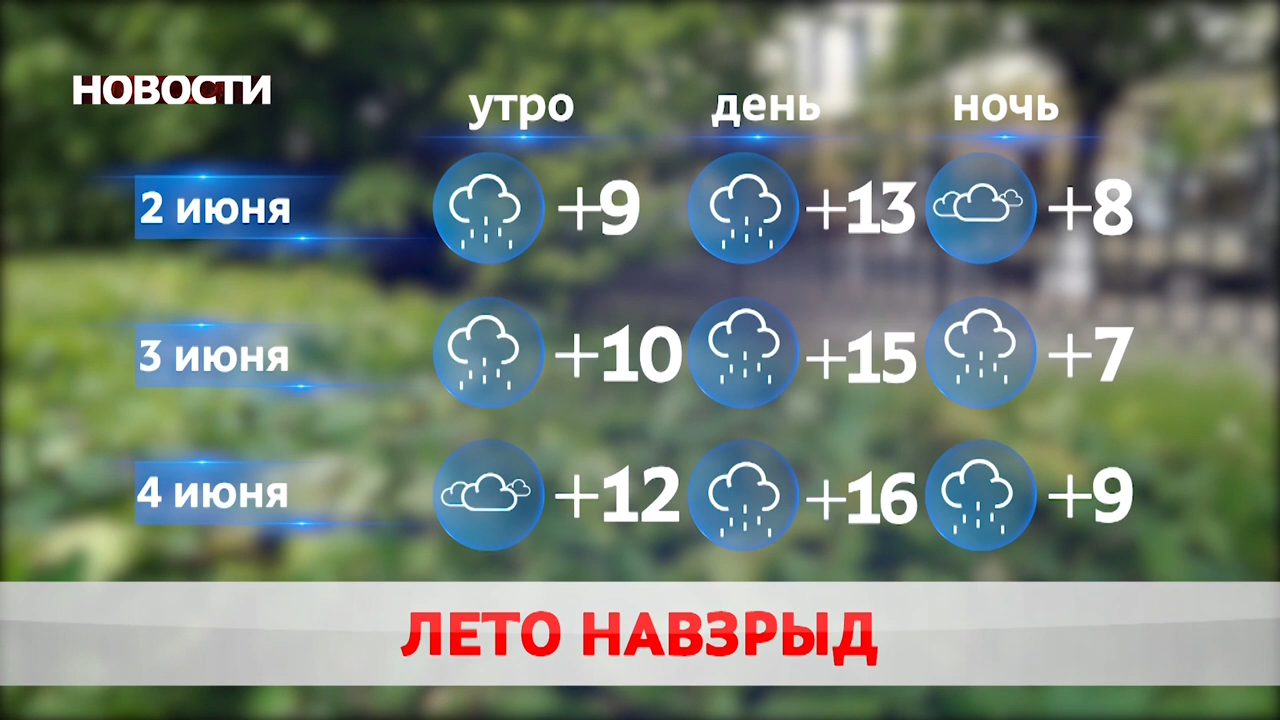 НОВОСТИ
утро день ночь
2 июня +9 +13 +8
3 июня +10 +15 +7
4 июня +12 +16 +9
ЛЕТО НАВЗРЫД